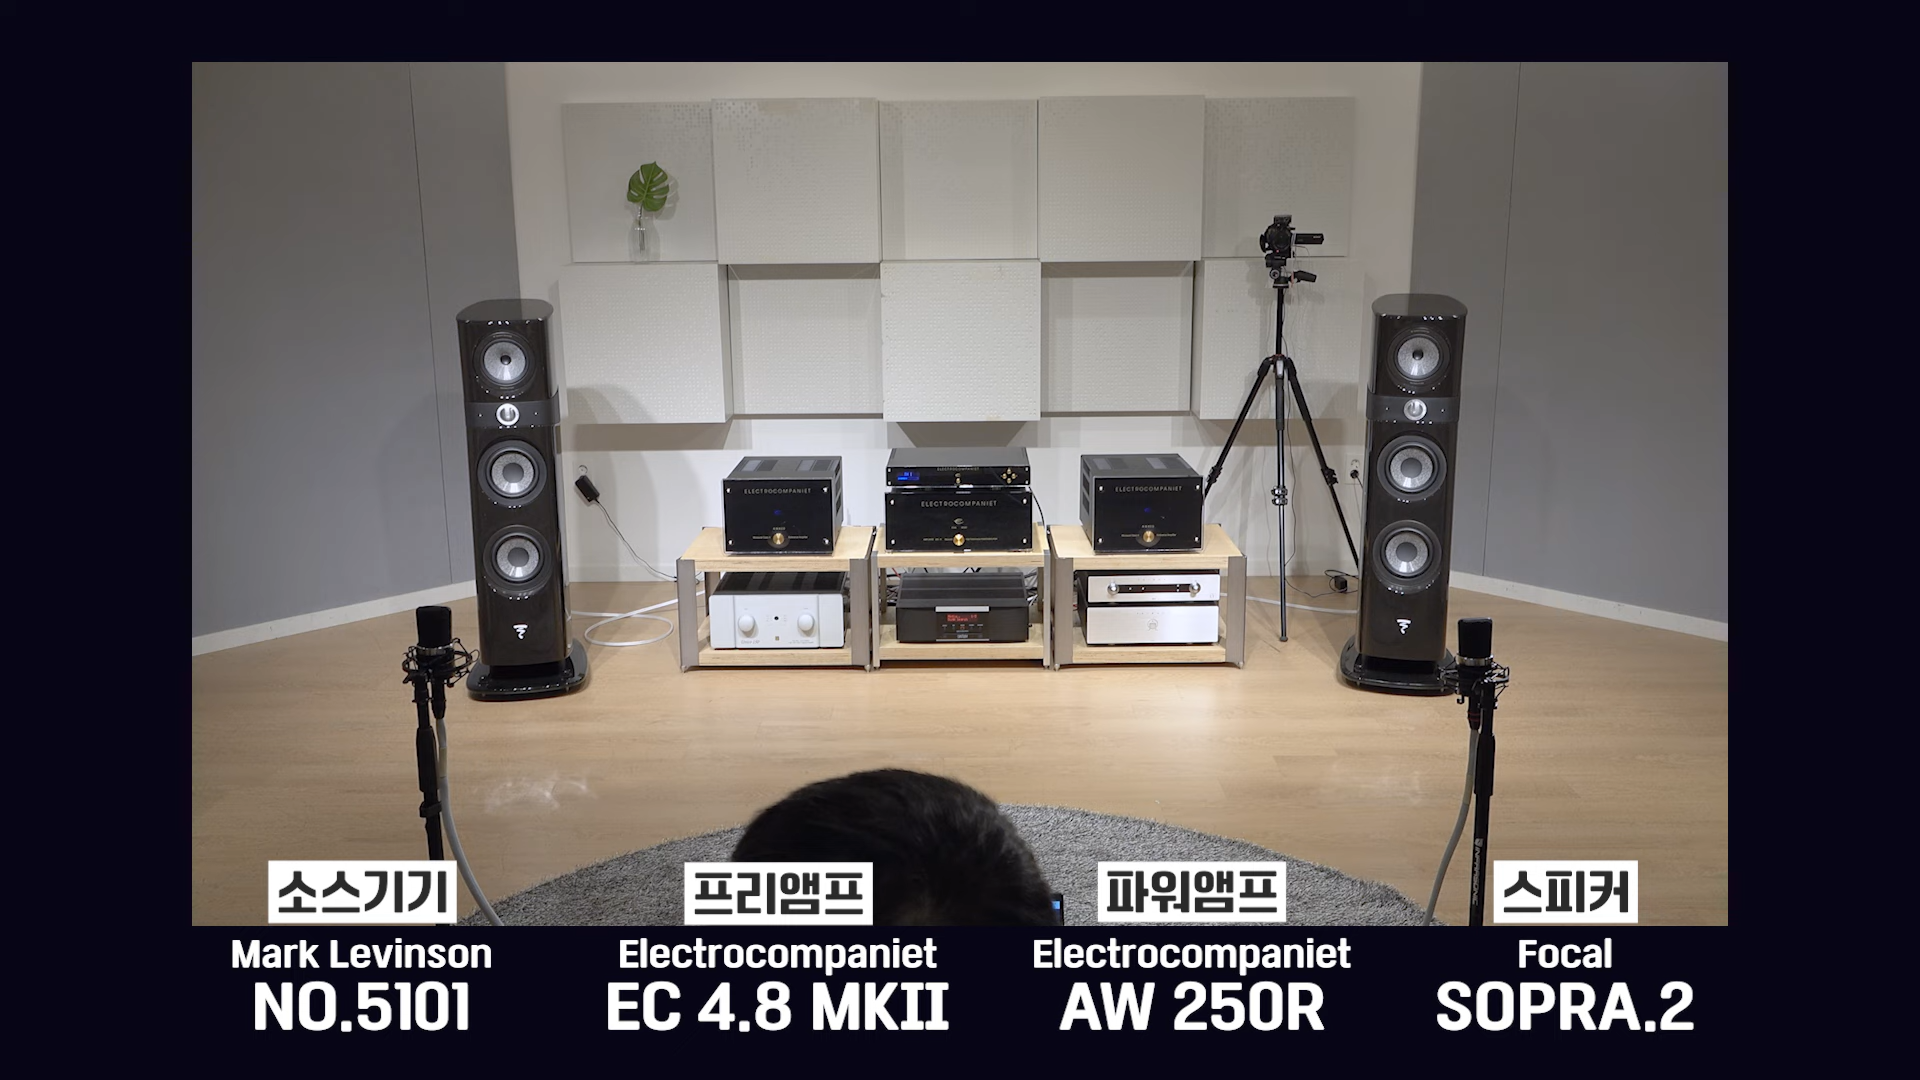 ELECTROCOMPANIET
ELECTROCOMPANIET
ELECTROCOMPANIET
ELECTROCOMPANIET
소스기기
프리앰프
파워앰프
스피커
Mark Levinson
Electrocompaniet
Electrocompaniet
Focal
NO.5101
EC 4.8 MKII
AW 250R
SOPRA.2